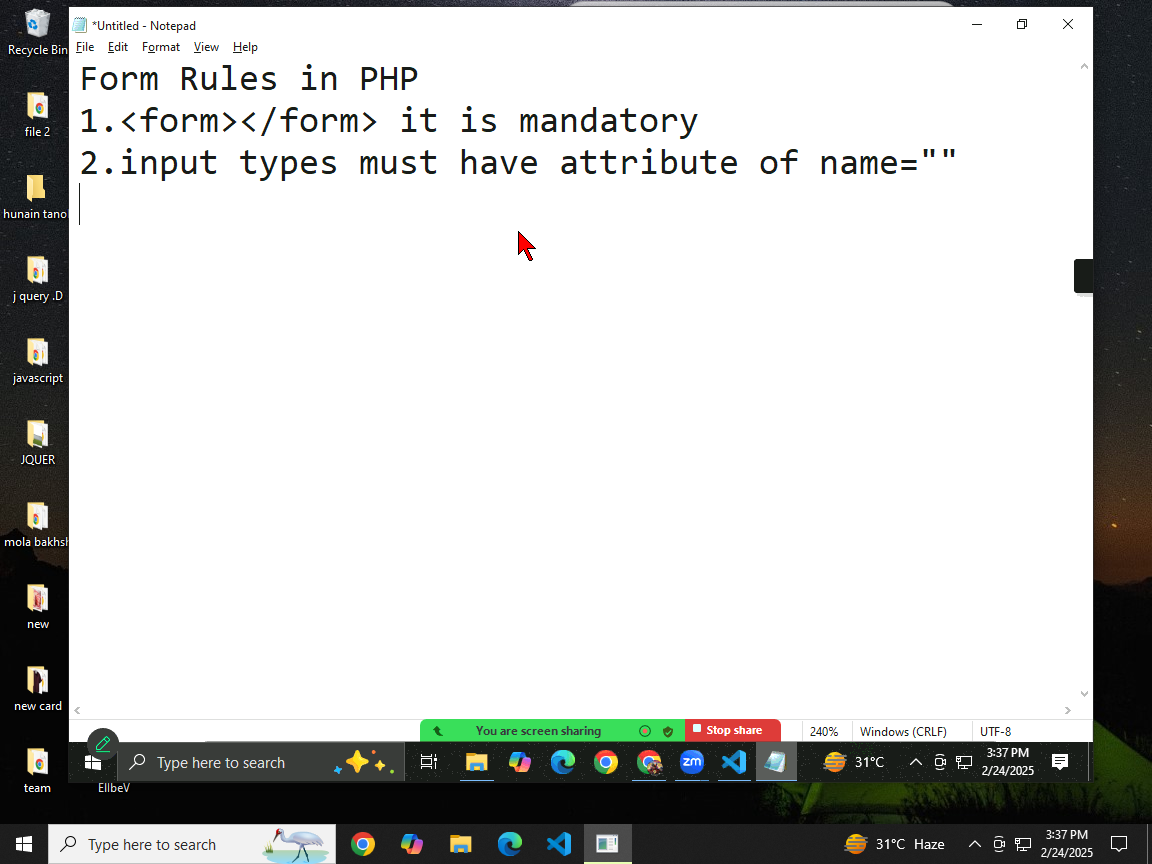 *Untitled - Notepad
File Edit Format View Help
Form Rules in PHP
1.<form></form> it is mandatory
2.input types must have attribute of name=""
Recycle Bin
file 2
hunain tano
j query .D
javascript
JQUER
mola bakhsh
new
new card
team
EllbeV
You are screen sharing
Stop share
240%
Windows (CRLF)
UTF-8
Type here to search
zm
31°C
3:37 PM
2/24/2025
Type here to search
31°C Haze
3:37 PM
2/24/2025